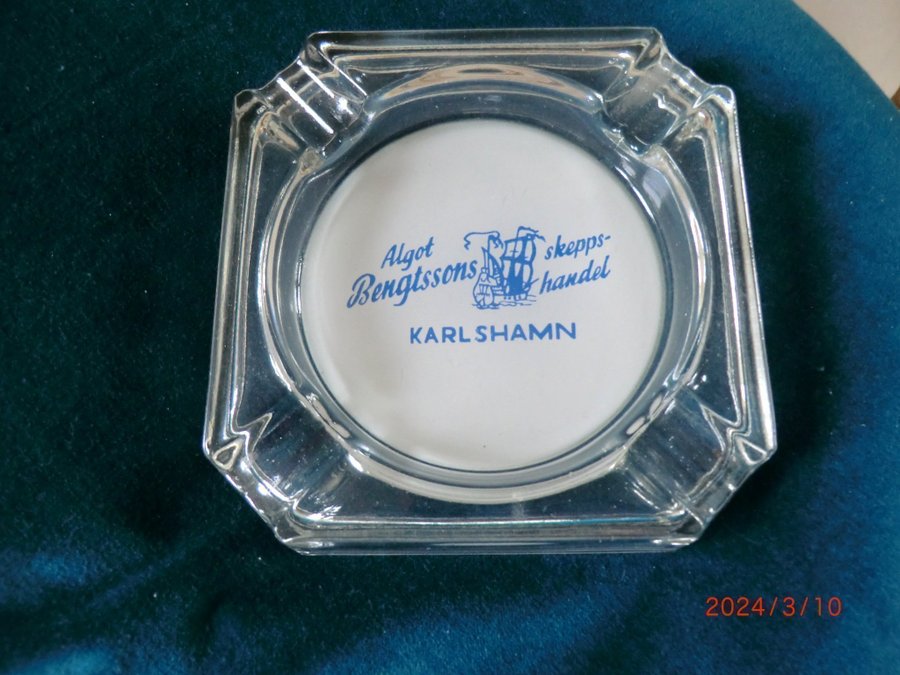 Algot
Bengtssons
skepps-
handel
KARLSHAMN
2024/3/10